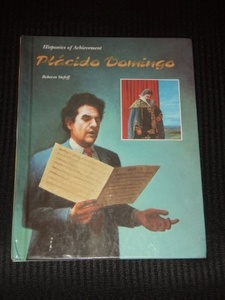 Hispanics of Achievement
Plácido Domingo
Rebecca Stefoff